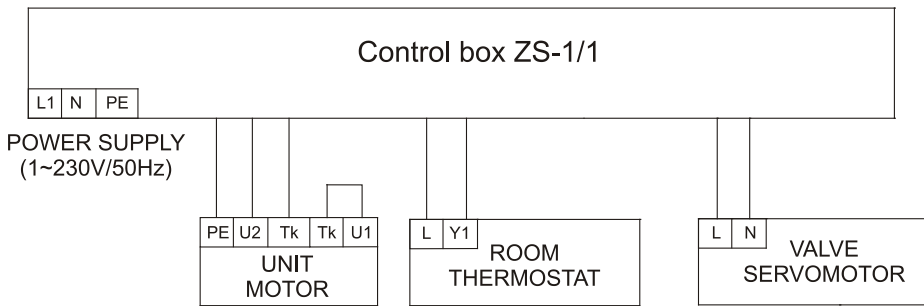 Control box ZS-1/1
L1 N PE
POWER SUPPLY
(1~230V/50Hz)
PE U2 Tk Tk U1
UNIT
MOTOR
L Y1
ROOM
THERMOSTAT
L N
VALVE
SERVOMOTOR